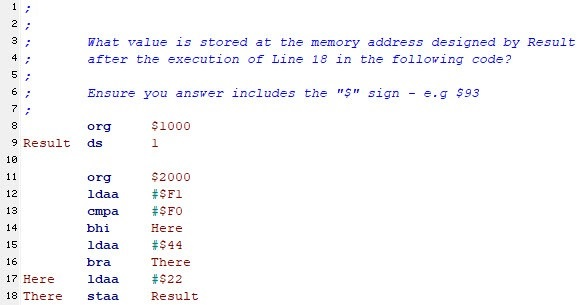 1 ;
2 ;
3 ; What value is stored at the memory address designed by Result
4 ; after the execution of Line 18 in the following code?
5 ;
6 ; Ensure you answer includes the "$" sign - e.g $93
7 ;
8 org $1000
9 Result ds 1
10
11 org $2000
12 ldaa #$F1
13 cmpa #$F0
14 bhi Here
15 ldaa #$44
16 bra There
17 Here ldaa #$22
18 There staa Result